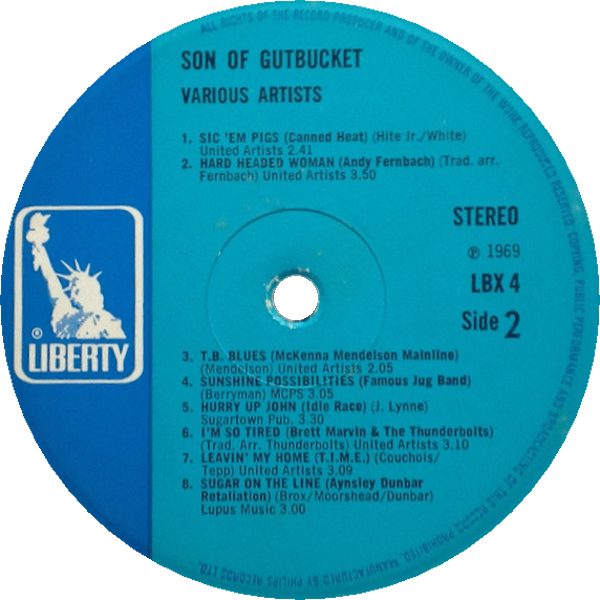 SON OF GUTBUCKET
VARIOUS ARTISTS
1. SIC 'EM PIGS (Canned Heat) (Hite Jr./White)
United Artists 2.41
2. HARD HEADED WOMAN (Andy Fernbach) (Trad. arr.
Fernbach) United Artists 3.50
STEREO
℗ 1969
LBX 4
Side 2
® LIBERTY
3. T.B. BLUES (McKenna Mendelson Mainline)
(Mendelson) United Artists 2.05
4. SUNSHINE POSSIBILITIES (Famous Jug Band)
(Berryman) MCPS 3.05
5. HURRY UP JOHN (Idle Race) (J. Lynne)
Sugartown Pub. 3.30
6. I'M SO TIRED (Brett Marvin & The Thunderbolts)
(Trad. Arr. Thunderbolts) United Artists 3.10
7. LEAVIN' MY HOME (T.I.M.E.) (Couchois/
Tepp) United Artists 3.09
8. SUGAR ON THE LINE (Aynsley Dunbar
Retaliation) (Brox/Moorshead/Dunbar)
Lupus Music 3.00
ALL RIGHTS OF THE RECORD PRODUCER AND OF THE OWNER OF THE WORK REPRODUCED RESERVED. COPYING, PUBLIC PERFORMANCE AND BROADCASTING OF THIS RECORD PROHIBITED. MANUFACTURED BY PHILIPS RECORDS LTD.